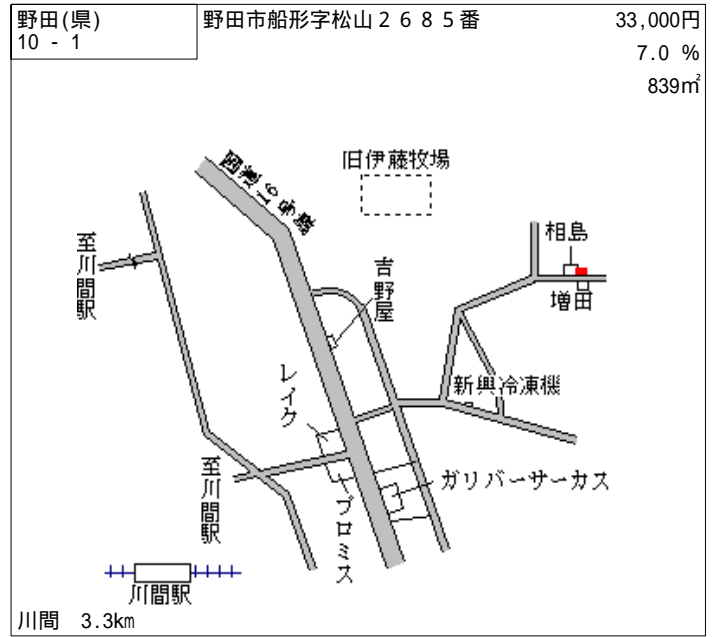 野田(県)
10 - 1
野田市船形字松山２６８５番
33,000円
7.0 %
839㎡
旧伊藤牧場
国道16号線
相島
増田
至川間駅
吉野屋
新興冷凍機
レイク
ガリバーサーカス
至川間駅
プロミス
川間駅
川間 3.3km